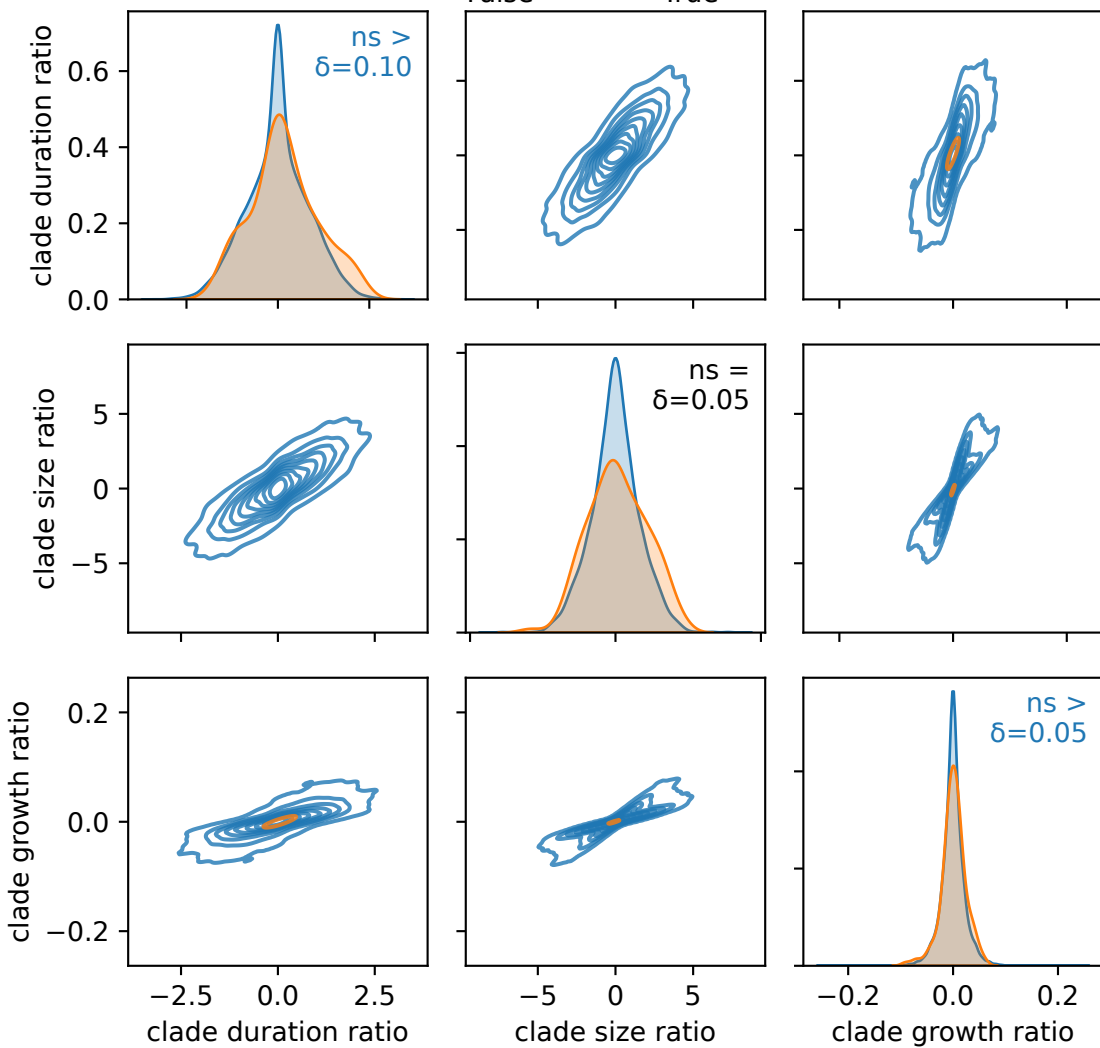 clade duration ratio
0.6
0.4
0.2
0.0
ns >
δ=0.10
clade size ratio
5
0
−5
ns =
δ=0.05
clade growth ratio
0.2
0.0
−0.2
ns >
δ=0.05
−2.5 0.0 2.5
clade duration ratio
−5 0 5
clade size ratio
−0.2 0.0 0.2
clade growth ratio